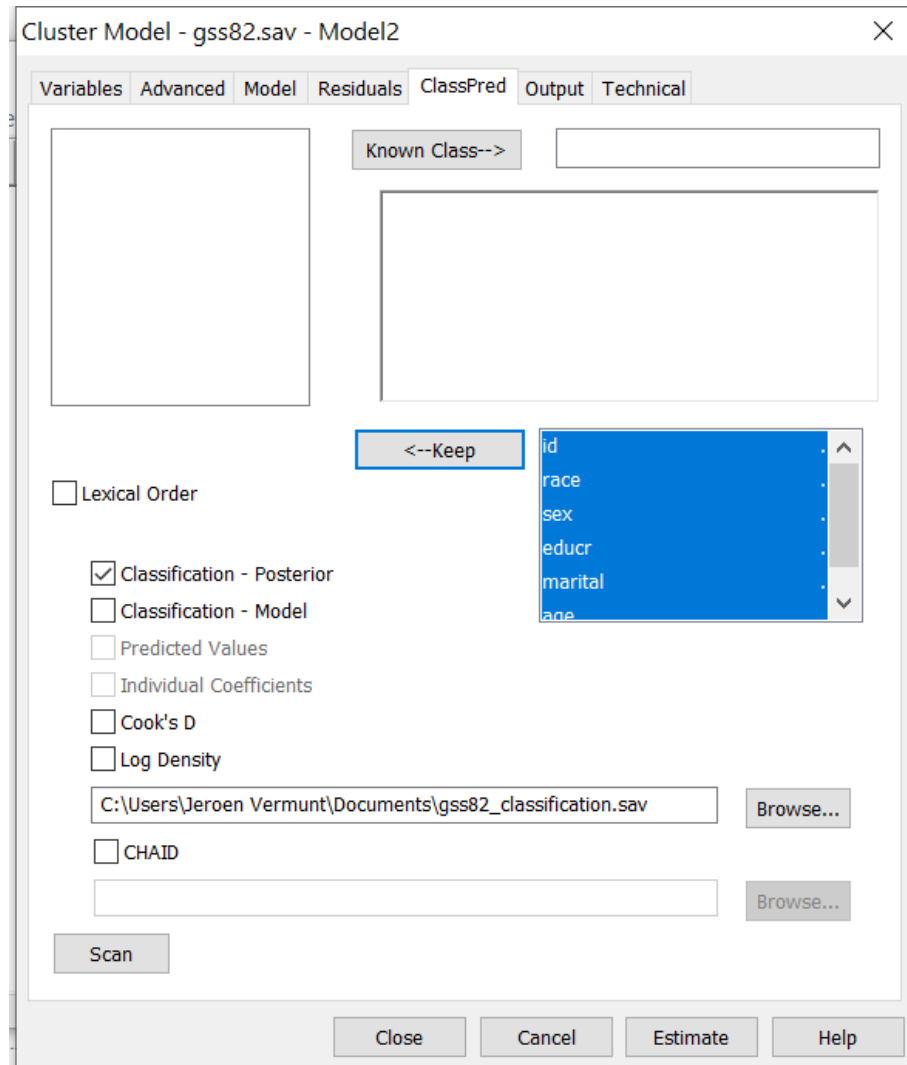 Cluster Model - gss82.sav - Model2
Variables Advanced Model Residuals ClassPred Output Technical
Known Class-->
<--Keep
id .
race .
sex .
educr .
marital .
age
Lexical Order
Classification - Posterior
Classification - Model
Predicted Values
Individual Coefficients
Cook's D
Log Density
C:\Users\Jeroen Vermunt\Documents\gss82_classification.sav Browse...
CHAID
Browse...
Scan
Close Cancel Estimate Help